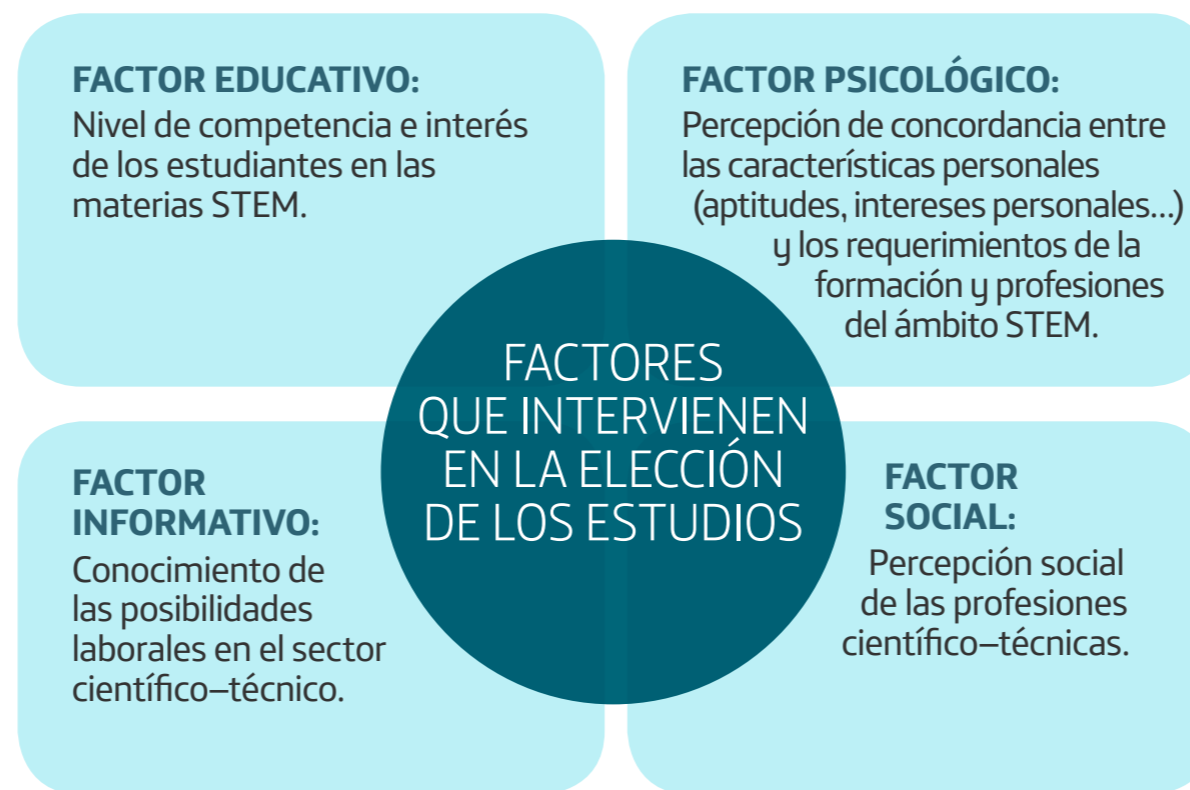 FACTOR EDUCATIVO:
Nivel de competencia e interés
de los estudiantes en las
materias STEM.
FACTOR PSICOLÓGICO:
Percepción de concordancia entre
las características personales
(aptitudes, intereses personales...)
y los requerimientos de la
formación y profesiones
del ámbito STEM.
FACTORES
QUE INTERVIENEN
EN LA ELECCIÓN
DE LOS ESTUDIOS
FACTOR
INFORMATIVO:
Conocimiento de
las posibilidades
laborales en el sector
científico–técnico.
FACTOR
SOCIAL:
Percepción social
de las profesiones
científico–técnicas.